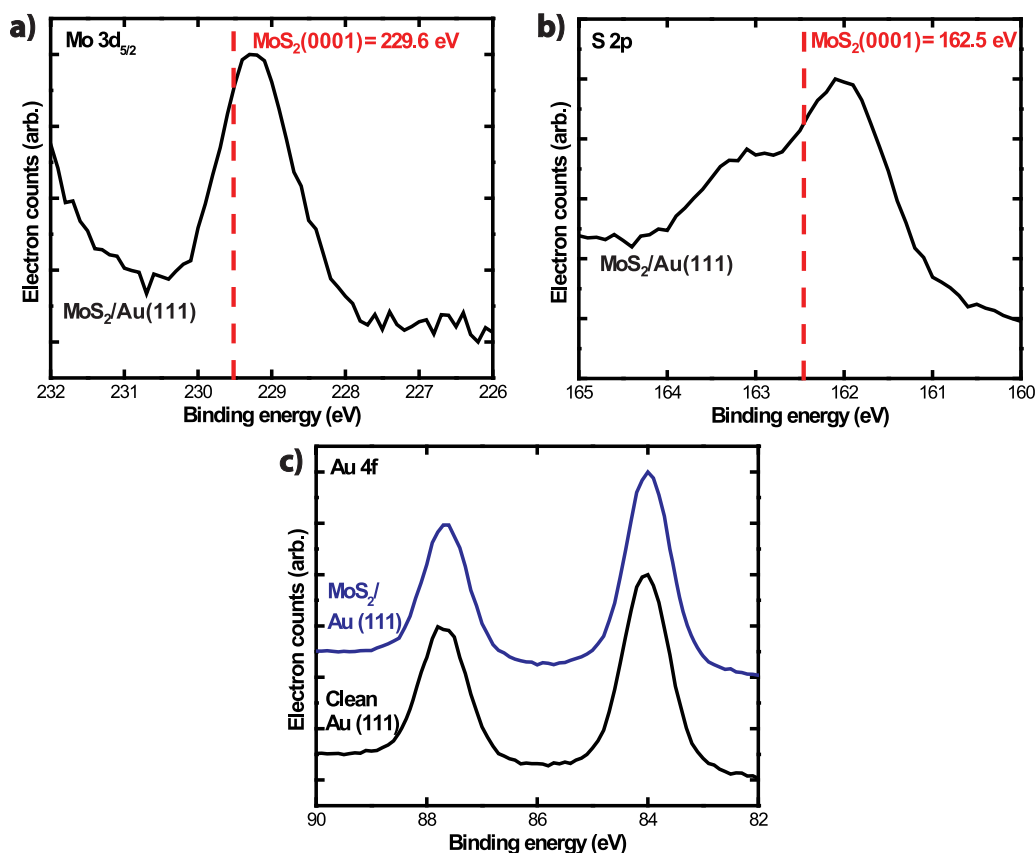 a)
Mo 3d5/2
MoS2(0001) = 229.6 eV
Electron counts (arb.)
MoS2/Au(111)
232 231 230 229 228 227 226
Binding energy (eV)
b)
S 2p
MoS2(0001) = 162.5 eV
Electron counts (arb.)
MoS2/Au(111)
165 164 163 162 161 160
Binding energy (eV)
c)
Au 4f
Electron counts (arb.)
MoS2/
Au (111)
Clean
Au (111)
90 88 86 84 82
Binding energy (eV)